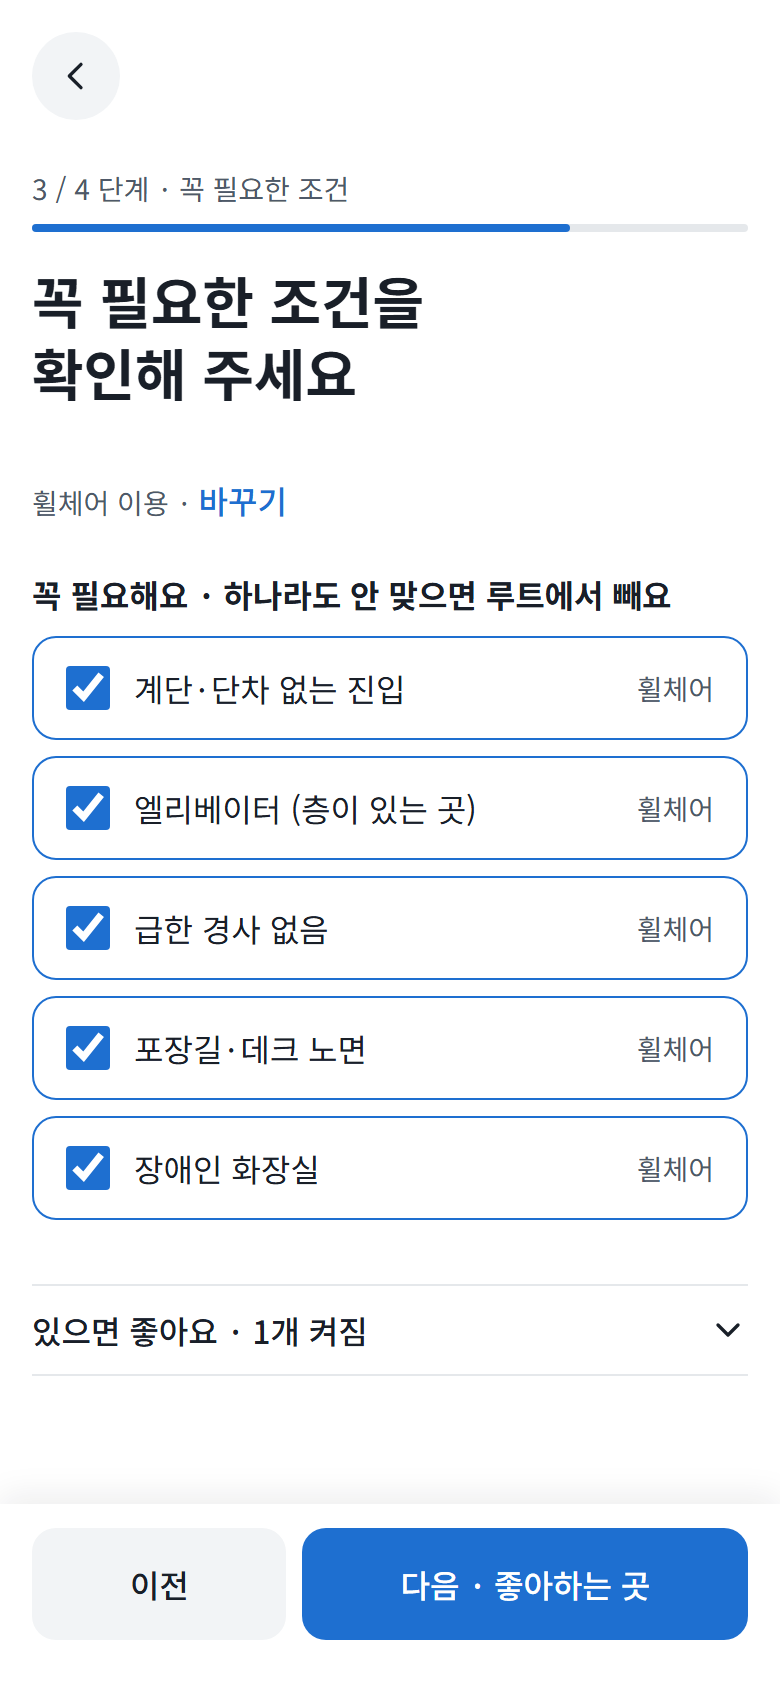 3 / 4 단계 · 꼭 필요한 조건
꼭 필요한 조건을
확인해 주세요
휠체어 이용 · 바꾸기
꼭 필요해요 · 하나라도 안 맞으면 루트에서 빼요
계단·단차 없는 진입 휠체어
엘리베이터 (층이 있는 곳) 휠체어
급한 경사 없음 휠체어
포장길·데크 노면 휠체어
장애인 화장실 휠체어
있으면 좋아요 · 1개 켜짐
이전 다음 · 좋아하는 곳